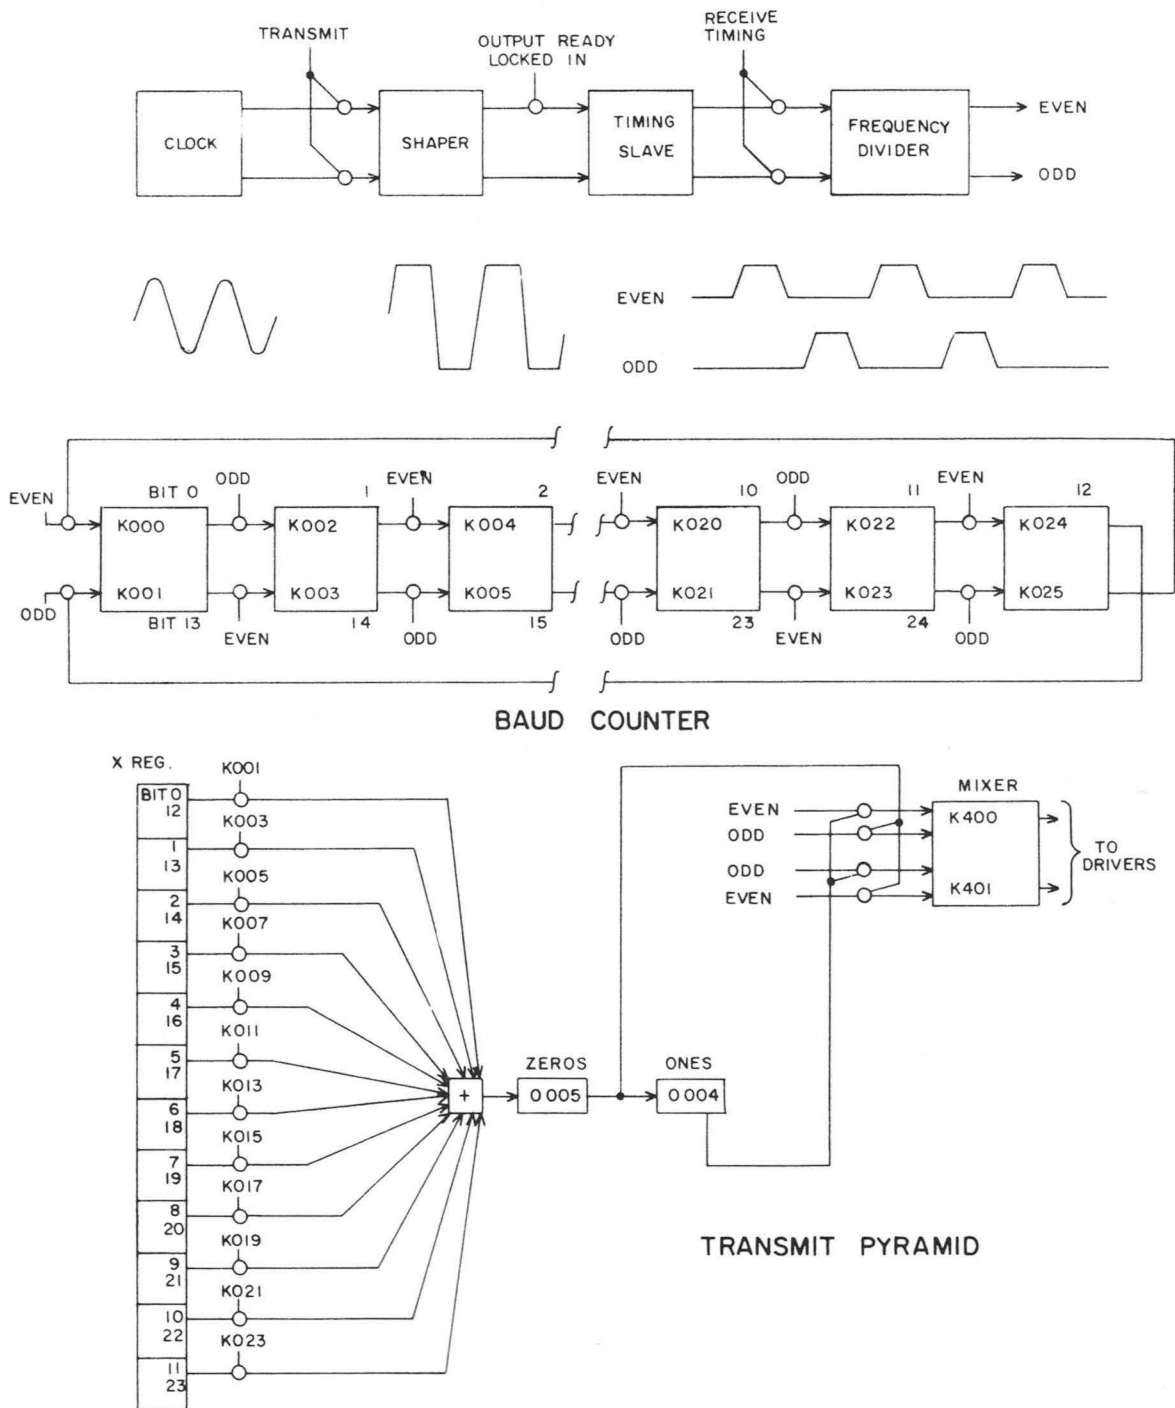 TRANSMIT
OUTPUT READY
LOCKED IN
RECEIVE
TIMING
CLOCK
SHAPER
TIMING
SLAVE
FREQUENCY
DIVIDER
EVEN
ODD
EVEN
ODD
EVEN
BIT 0
ODD
1
EVEN
2
EVEN
10
ODD
11
EVEN
12
K000
K002
K004
K020
K022
K024
K001
K003
K005
K021
K023
K025
ODD
BIT 13
EVEN
14
ODD
15
ODD
23
EVEN
24
ODD
BAUD COUNTER
X REG.
BIT 0
12
1
13
2
14
3
15
4
16
5
17
6
18
7
19
8
20
9
21
10
22
11
23
K001
K003
K005
K007
K009
K011
K013
K015
K017
K019
K021
K023
+
ZEROS
0005
ONES
0004
MIXER
EVEN
ODD
ODD
EVEN
K400
K401
TO
DRIVERS
TRANSMIT PYRAMID